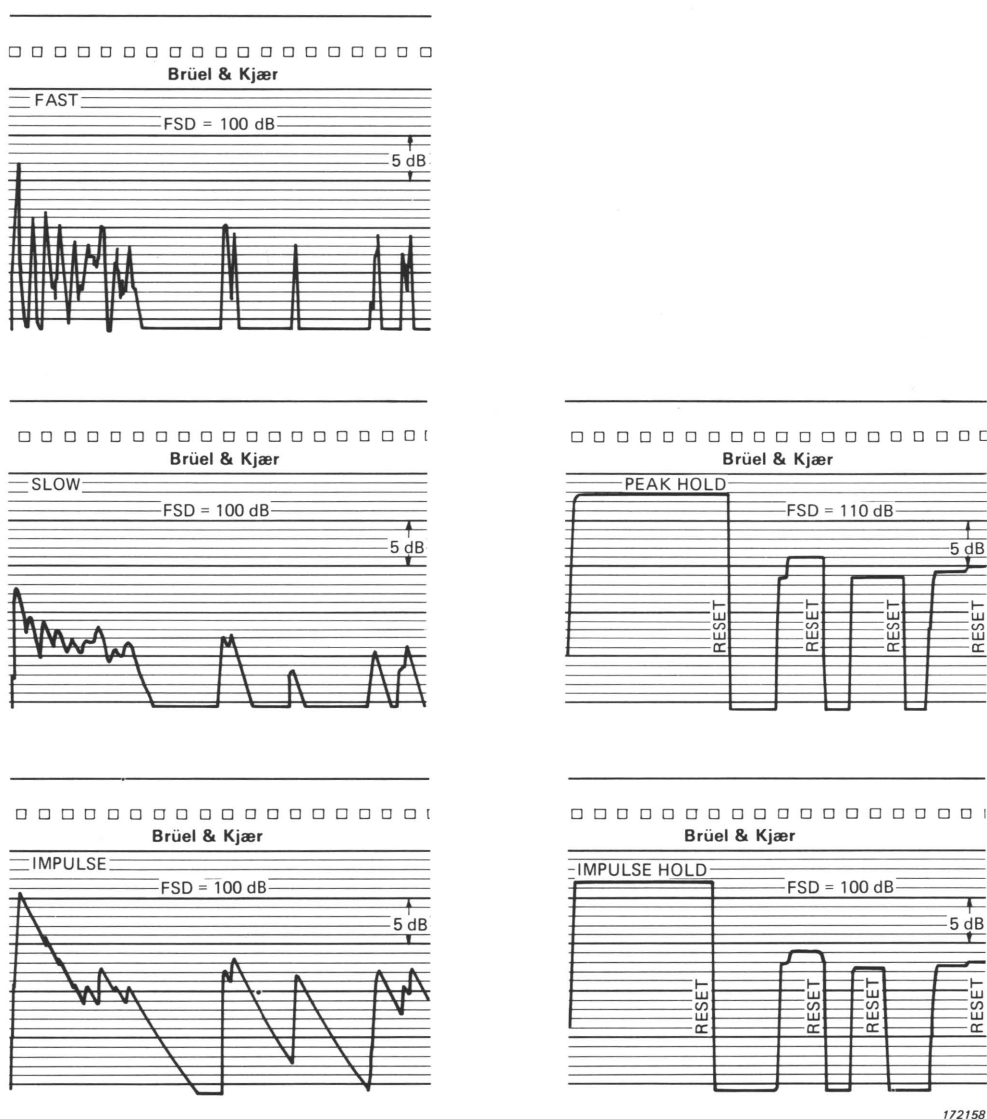 Brüel & Kjær
FAST
FSD = 100 dB
5 dB
Brüel & Kjær
SLOW
FSD = 100 dB
5 dB
Brüel & Kjær
PEAK HOLD
FSD = 110 dB
5 dB
RESET
RESET
RESET
RESET
Brüel & Kjær
IMPULSE
FSD = 100 dB
5 dB
Brüel & Kjær
IMPULSE HOLD
FSD = 100 dB
5 dB
RESET
RESET
RESET
RESET
172158